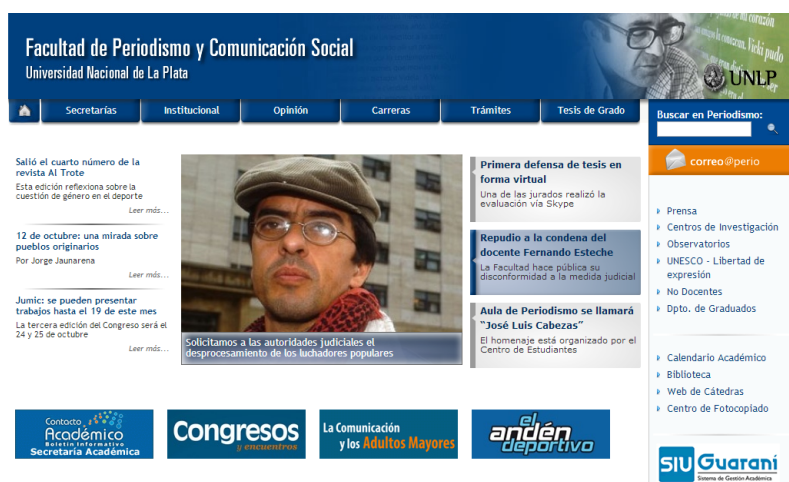 Facultad de Periodismo y Comunicación Social
Universidad Nacional de La Plata
UNLP
Secretarías
Institucional
Opinión
Carreras
Trámites
Tesis de Grado
Buscar en Periodismo:
correo@perio
Salió el cuarto número de la
revista Al Trote
Esta edición reflexiona sobre la
cuestión de género en el deporte
Leer más...
12 de octubre: una mirada sobre
pueblos originarios
Por Jorge Jaunarena
Leer más...
Jumic: se pueden presentar
trabajos hasta el 19 de este mes
La tercera edición del Congreso será el
24 y 25 de octubre
Leer más...
Solicitamos a las autoridades judiciales el
desprocesamiento de los luchadores populares
Primera defensa de tesis en
forma virtual
Una de las jurados realizó la
evaluación vía Skype
Repudio a la condena del
docente Fernando Esteche
La Facultad hace pública su
disconformidad a la medida judicial
Aula de Periodismo se llamará
"José Luis Cabezas"
El homenaje está organizado por el
Centro de Estudiantes
Prensa
Centros de Investigación
Observatorios
UNESCO - Libertad de
expresión
No Docentes
Dpto. de Graduados
Calendario Académico
Biblioteca
Web de Cátedras
Centro de Fotocopiado
Contacto
Académico
Boletín Informativo
Secretaría Académica
Congresos
y encuentros
La Comunicación
y los Adultos Mayores
el
andén
deportivo
SIU Guaraní
Sistema de Gestión Académica